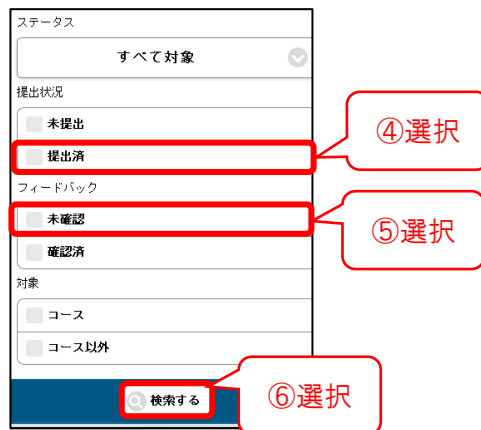 ステータス
すべて対象
提出状況
未提出
④選択
提出済
フィードバック
未確認
⑤選択
確認済
対象
コース
コース以外
検索する
⑥選択